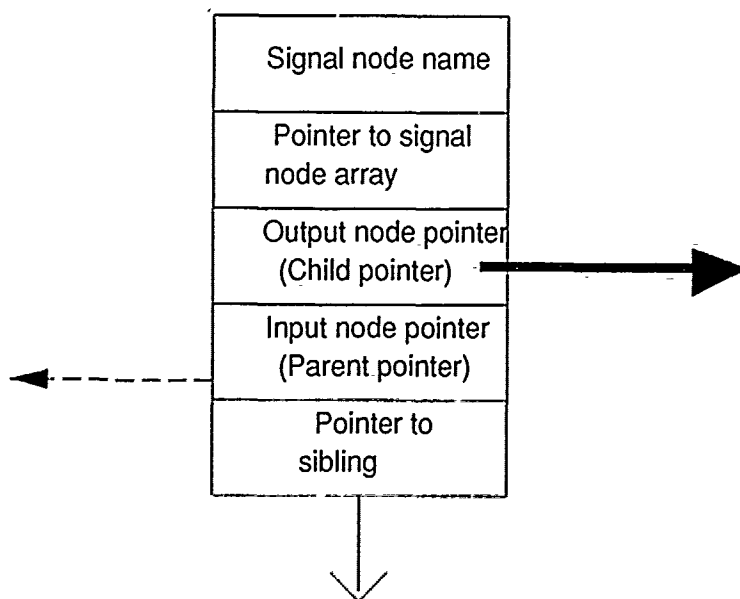 Signal node name
Pointer to signal
node array
Output node pointer
(Child pointer)
Input node pointer
(Parent pointer)
Pointer to
sibling